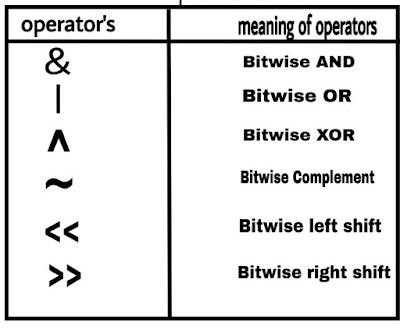 operator's meaning of operators
& Bitwise AND
| Bitwise OR
^ Bitwise XOR
~ Bitwise Complement
<< Bitwise left shift
>> Bitwise right shift